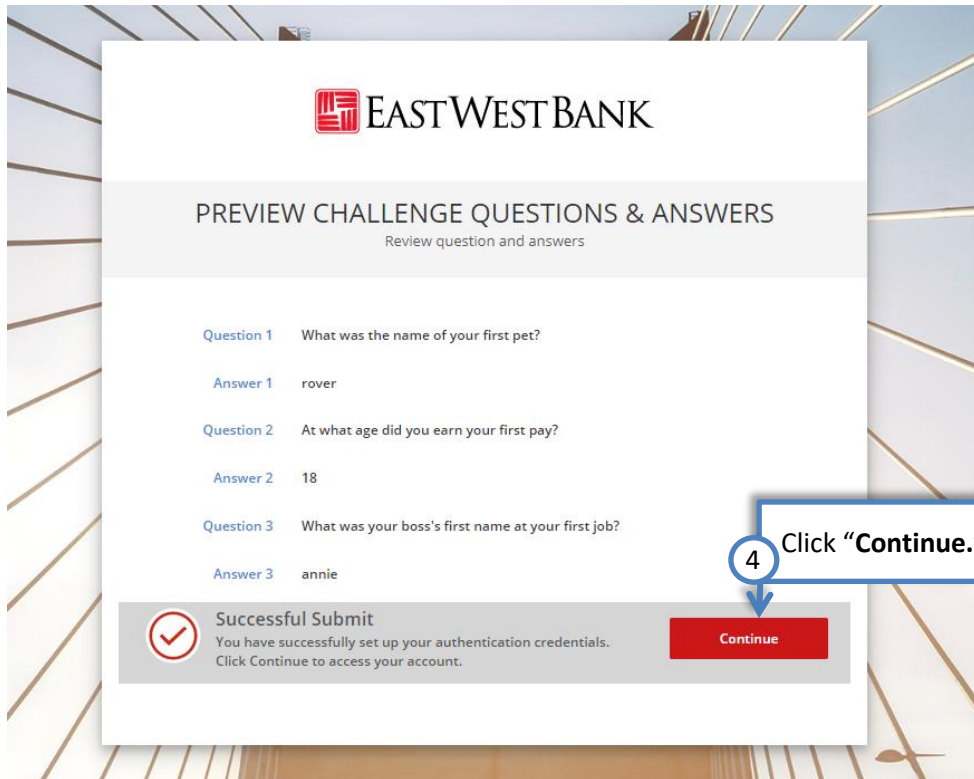 EASTWEST BANK
PREVIEW CHALLENGE QUESTIONS & ANSWERS
Review question and answers
Question 1 What was the name of your first pet?
Answer 1 rover
Question 2 At what age did you earn your first pay?
Answer 2 18
Question 3 What was your boss's first name at your first job?
4 Click “Continue.
Answer 3 annie
Successful Submit
You have successfully set up your authentication credentials.
Click Continue to access your account.
Continue